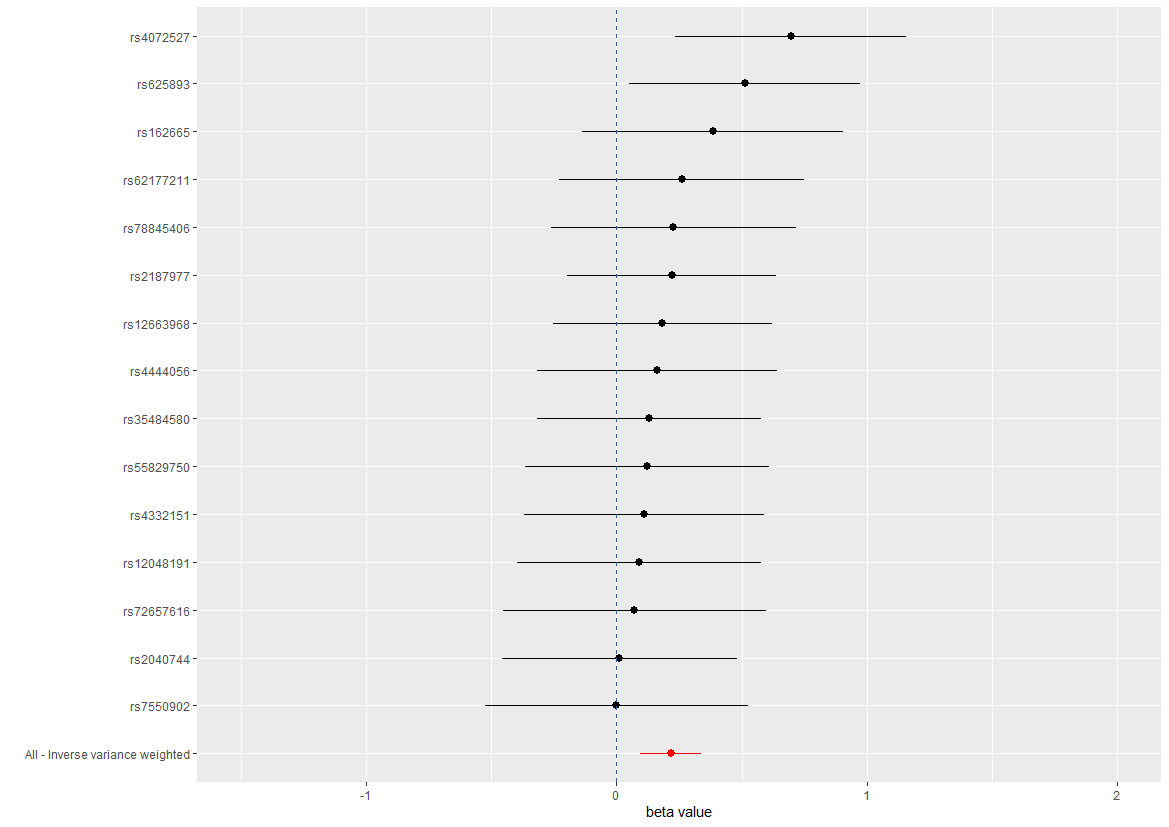 rs4072527
rs625893
rs162665
rs62177211
rs78845406
rs2187977
rs12663968
rs4444056
rs35484580
rs55829750
rs4332151
rs12048191
rs72657616
rs2040744
rs7550902
All - Inverse variance weighted
-1 0 1 2
beta value